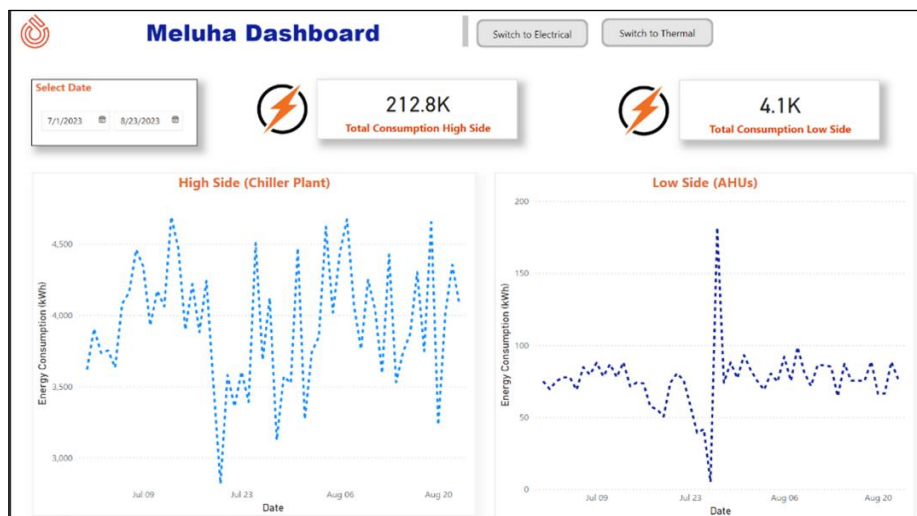 Meluha Dashboard
Switch to Electrical
Switch to Thermal
Select Date
7/1/2023
8/23/2023
212.8K
Total Consumption High Side
4.1K
Total Consumption Low Side
High Side (Chiller Plant)
Energy Consumption (kWh)
4,500
4,000
3,500
3,000
Jul 09
Jul 23
Aug 06
Aug 20
Date
Low Side (AHUs)
Energy Consumption (kWh)
200
150
100
50
0
Jul 09
Jul 23
Aug 06
Aug 20
Date